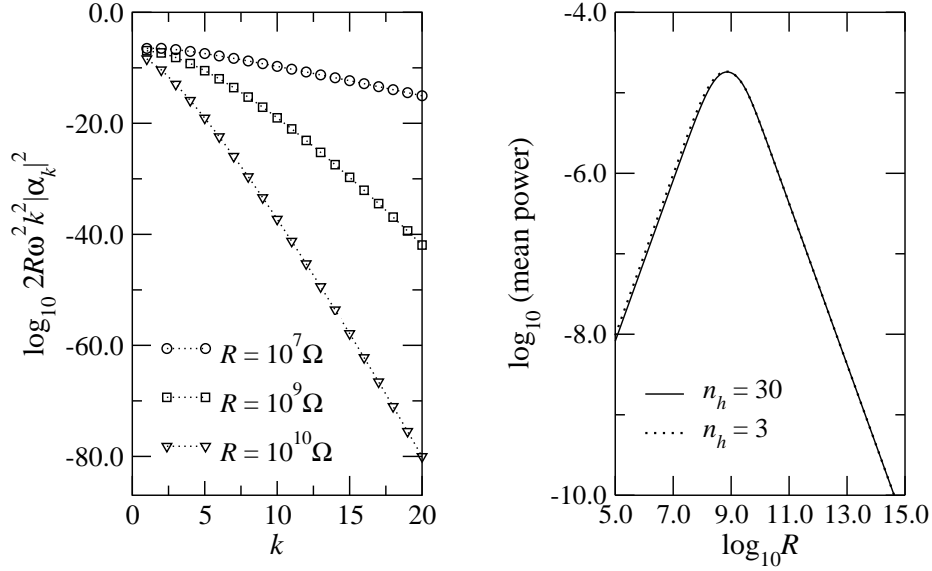 0.0
-20.0
-40.0
-60.0
-80.0
0
5
10
15
20
k
log₁₀ 2Rω²k²|αₖ|²
R = 10⁷Ω
R = 10⁹Ω
R = 10¹⁰Ω
-4.0
-6.0
-8.0
-10.0
5.0
7.0
9.0
11.0
13.0
15.0
log₁₀R
log₁₀ (mean power)
n_h = 30
n_h = 3